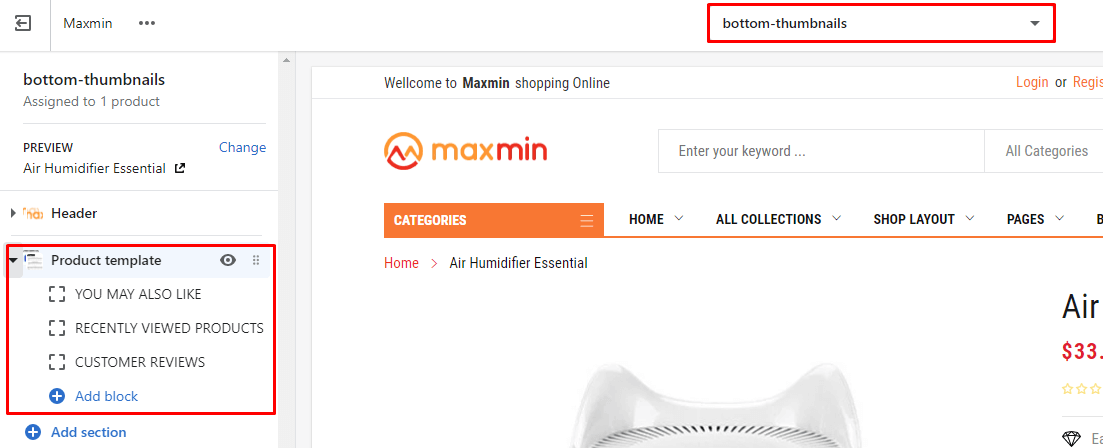 Maxmin
bottom-thumbnails
bottom-thumbnails
Assigned to 1 product
PREVIEW
Change
Air Humidifier Essential
Header
Product template
YOU MAY ALSO LIKE
RECENTLY VIEWED PRODUCTS
CUSTOMER REVIEWS
Add block
Add section
Wellcome to Maxmin shopping Online
Login or Regis
maxmin
Enter your keyword ...
All Categories
CATEGORIES
HOME
ALL COLLECTIONS
SHOP LAYOUT
PAGES
B
Home > Air Humidifier Essential
Air
$33.
Ea